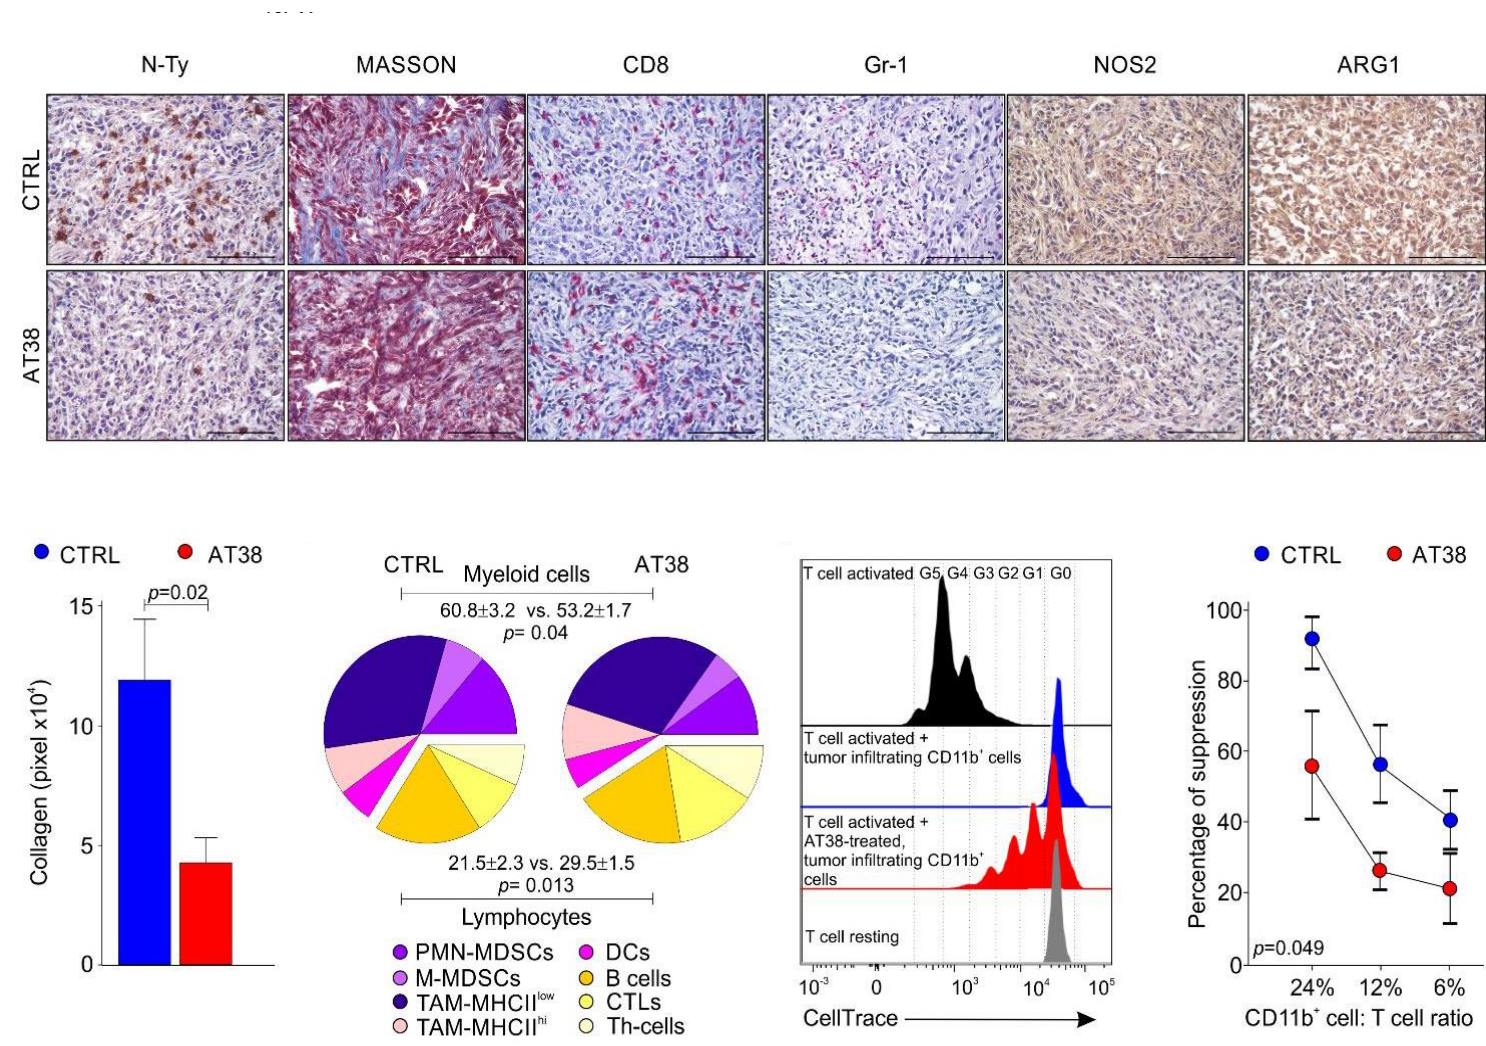 N-Ty MASSON CD8 Gr-1 NOS2 ARG1
CTRL
AT38
CTRL AT38
p=0.02
15
10
5
0
Collagen (pixel x10⁴)
CTRL Myeloid cells AT38
60.8±3.2 vs. 53.2±1.7
p= 0.04
21.5±2.3 vs. 29.5±1.5
p= 0.013
Lymphocytes
PMN-MDSCs DCs
M-MDSCs B cells
TAM-MHCIIlow CTLs
TAM-MHCIIhi Th-cells
T cell activated G5 G4 G3 G2 G1 G0
T cell activated +
tumor infiltrating CD11b⁺ cells
T cell activated +
AT38-treated,
tumor infiltrating CD11b⁺
cells
T cell resting
10⁻³ 0 10³ 10⁴ 10⁵
CellTrace
CTRL AT38
100
80
60
40
20
0
Percentage of suppression
p=0.049
24% 12% 6%
CD11b⁺ cell: T cell ratio